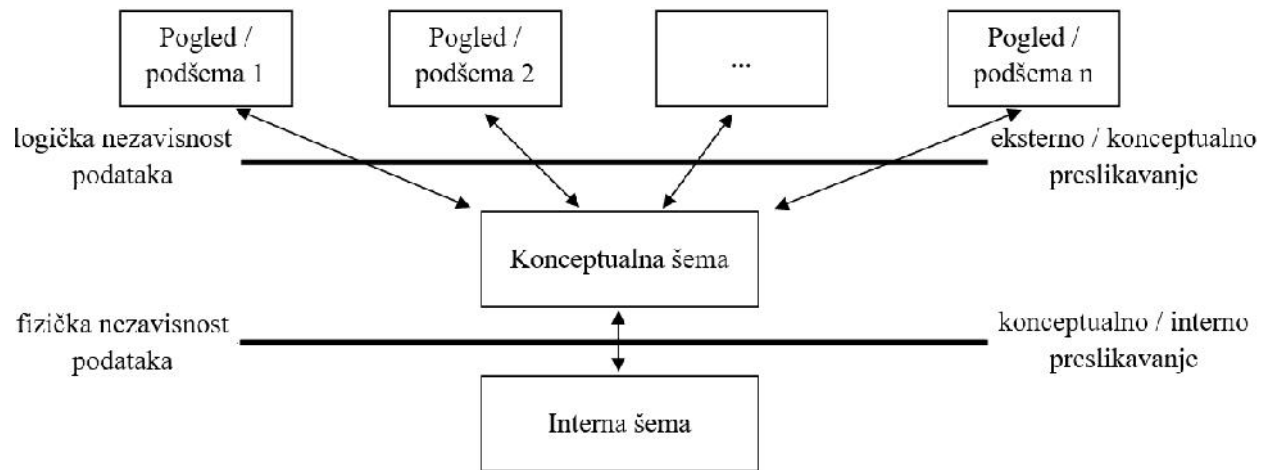 Pogled /
podšema 1
Pogled /
podšema 2
...
Pogled /
podšema n
logička nezavisnost
podataka
eksterno / konceptualno
preslikavanje
Konceptualna šema
fizička nezavisnost
podataka
konceptualno / interno
preslikavanje
Interna šema